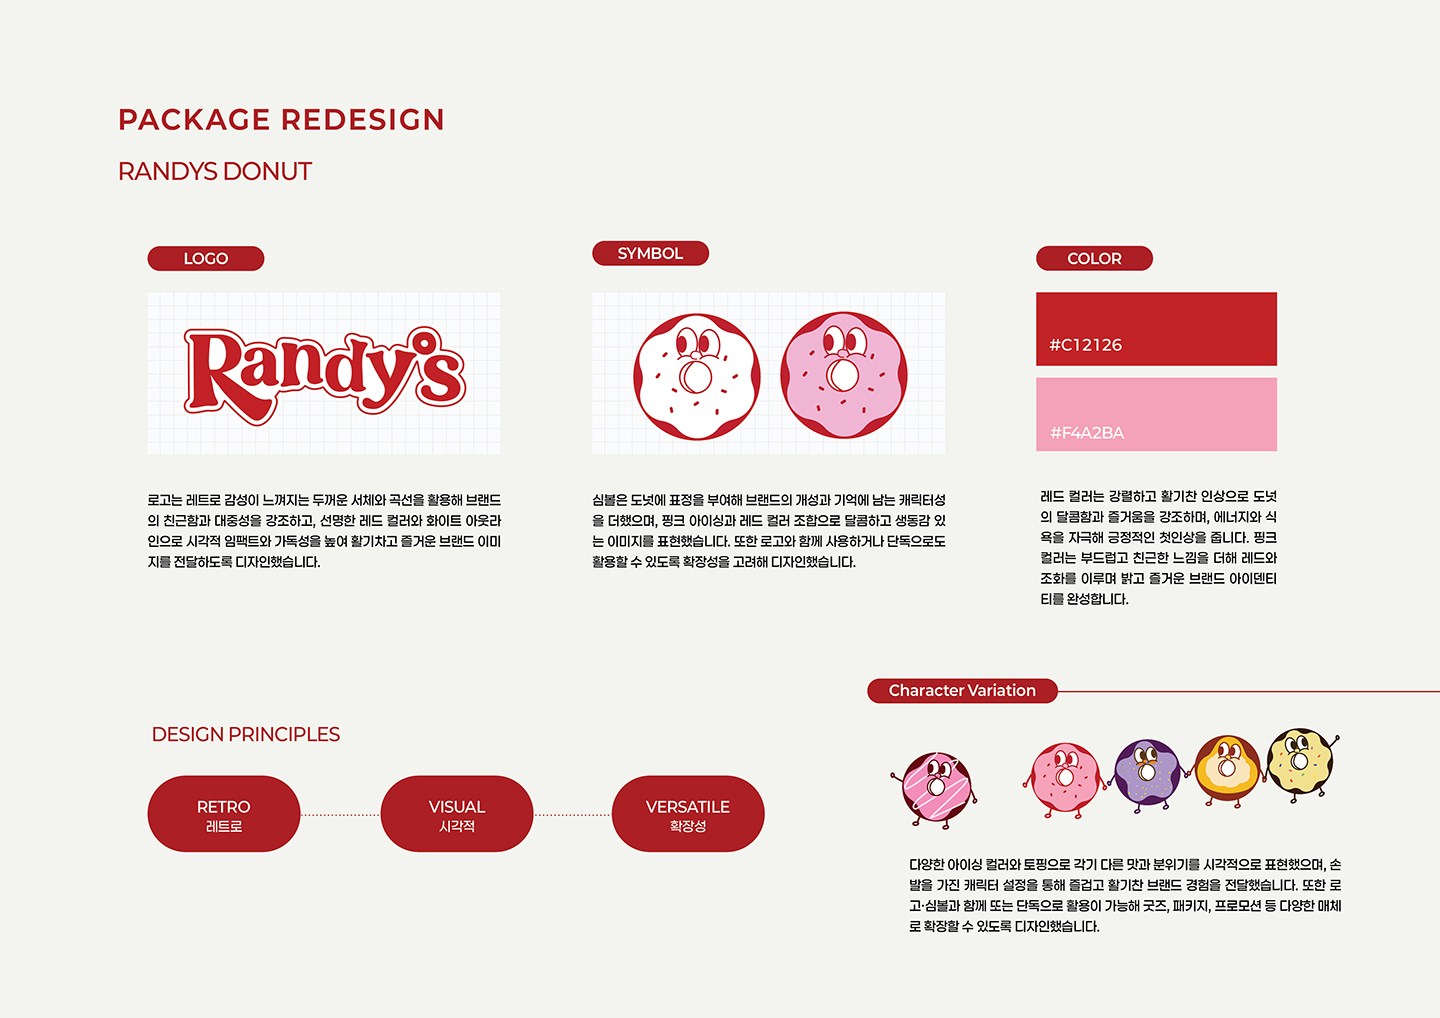 PACKAGE REDESIGN
RANDYS DONUT
LOGO
Randy's
로고는 레트로 감성이 느껴지는 두꺼운 서체와 곡선을 활용해 브랜드
의 친근함과 대중성을 강조하고, 선명한 레드 컬러와 화이트 아웃라
인으로 시각적 임팩트와 가독성을 높여 활기차고 즐거운 브랜드 이미
지를 전달하도록 디자인했습니다.
SYMBOL
심볼은 도넛에 표정을 부여해 브랜드의 개성과 기억에 남는 캐릭터성
을 더했으며, 핑크 아이싱과 레드 컬러 조합으로 달콤하고 생동감 있
는 이미지를 표현했습니다. 또한 로고와 함께 사용하거나 단독으로도
활용할 수 있도록 확장성을 고려해 디자인했습니다.
COLOR
#C12126
#F4A2BA
레드 컬러는 강렬하고 활기찬 인상으로 도넛
의 달콤함과 즐거움을 강조하며, 에너지와 식
욕을 자극해 긍정적인 첫인상을 줍니다. 핑크
컬러는 부드럽고 친근한 느낌을 더해 레드와
조화를 이루며 밝고 즐거운 브랜드 아이덴티
티를 완성합니다.
DESIGN PRINCIPLES
RETRO
레트로
VISUAL
시각적
VERSATILE
확장성
Character Variation
다양한 아이싱 컬러와 토핑으로 각기 다른 맛과 분위기를 시각적으로 표현했으며, 손
발을 가진 캐릭터 설정을 통해 즐겁고 활기찬 브랜드 경험을 전달했습니다. 또한 로
고·심볼과 함께 또는 단독으로 활용이 가능해 굿즈, 패키지, 프로모션 등 다양한 매체
로 확장할 수 있도록 디자인했습니다.